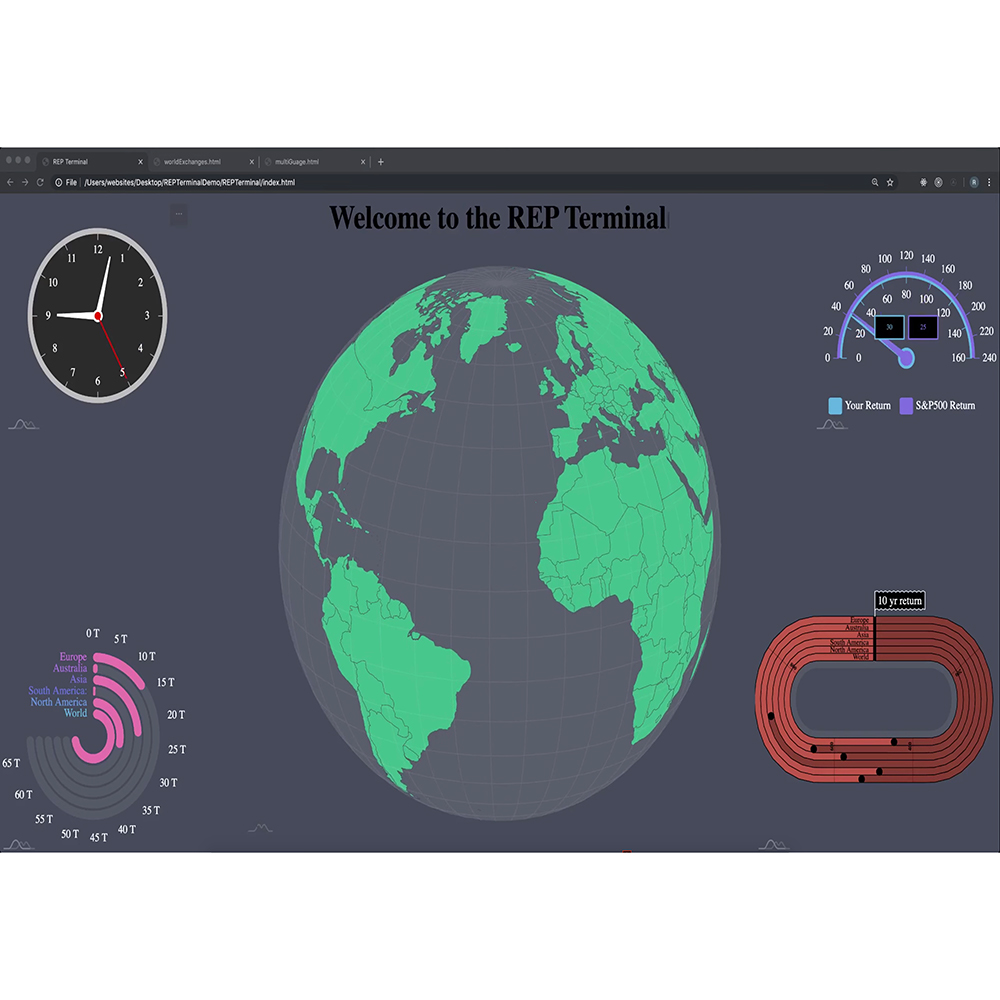 REP Terminal
worldExchanges.html
multiGuage.html
File
/Users/websites/Desktop/REPTerminalDemo/REPTerminal/index.html
R
Welcome to the REP Terminal
12
1
2
3
4
5
6
7
8
9
10
11
0
20
40
60
80
100
120
140
160
180
200
220
240
0
20
40
60
80
100
120
140
160
30
25
Your Return
S&P500 Return
0 T
5 T
10 T
15 T
20 T
25 T
30 T
35 T
40 T
45 T
50 T
55 T
60 T
65 T
Europe
Australia
Asia
South America:
North America
World
10 yr return
Europe
Australia
Asia
South America
North America
World